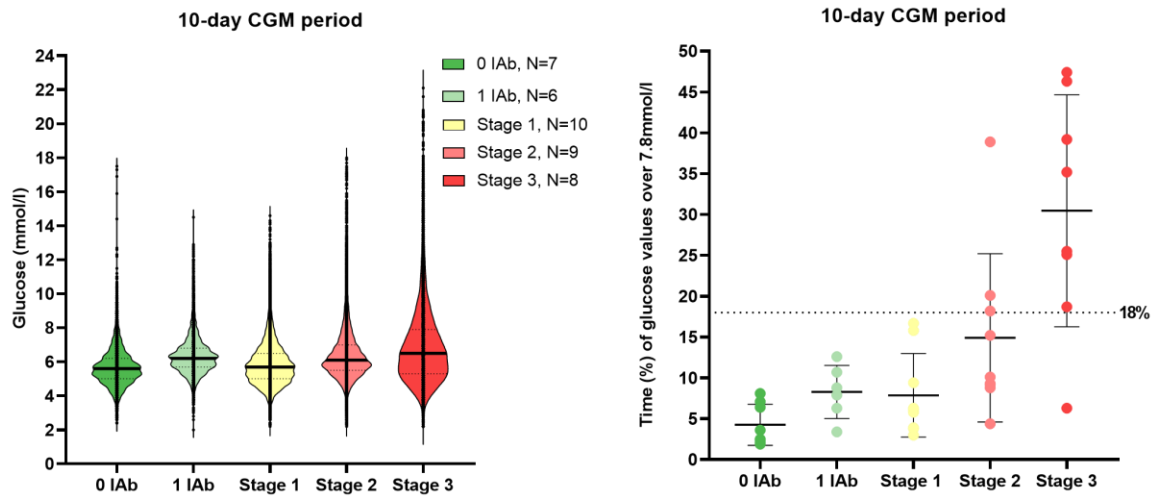 10-day CGM period
Glucose (mmol/l)
24
22
20
18
16
14
12
10
8
6
4
2
0
0 IAb
1 IAb
Stage 1
Stage 2
Stage 3
0 IAb, N=7
1 IAb, N=6
Stage 1, N=10
Stage 2, N=9
Stage 3, N=8
10-day CGM period
Time (%) of glucose values over 7.8mmol/l
50
45
40
35
30
25
20
15
10
5
0
18%
0 IAb
1 IAb
Stage 1
Stage 2
Stage 3